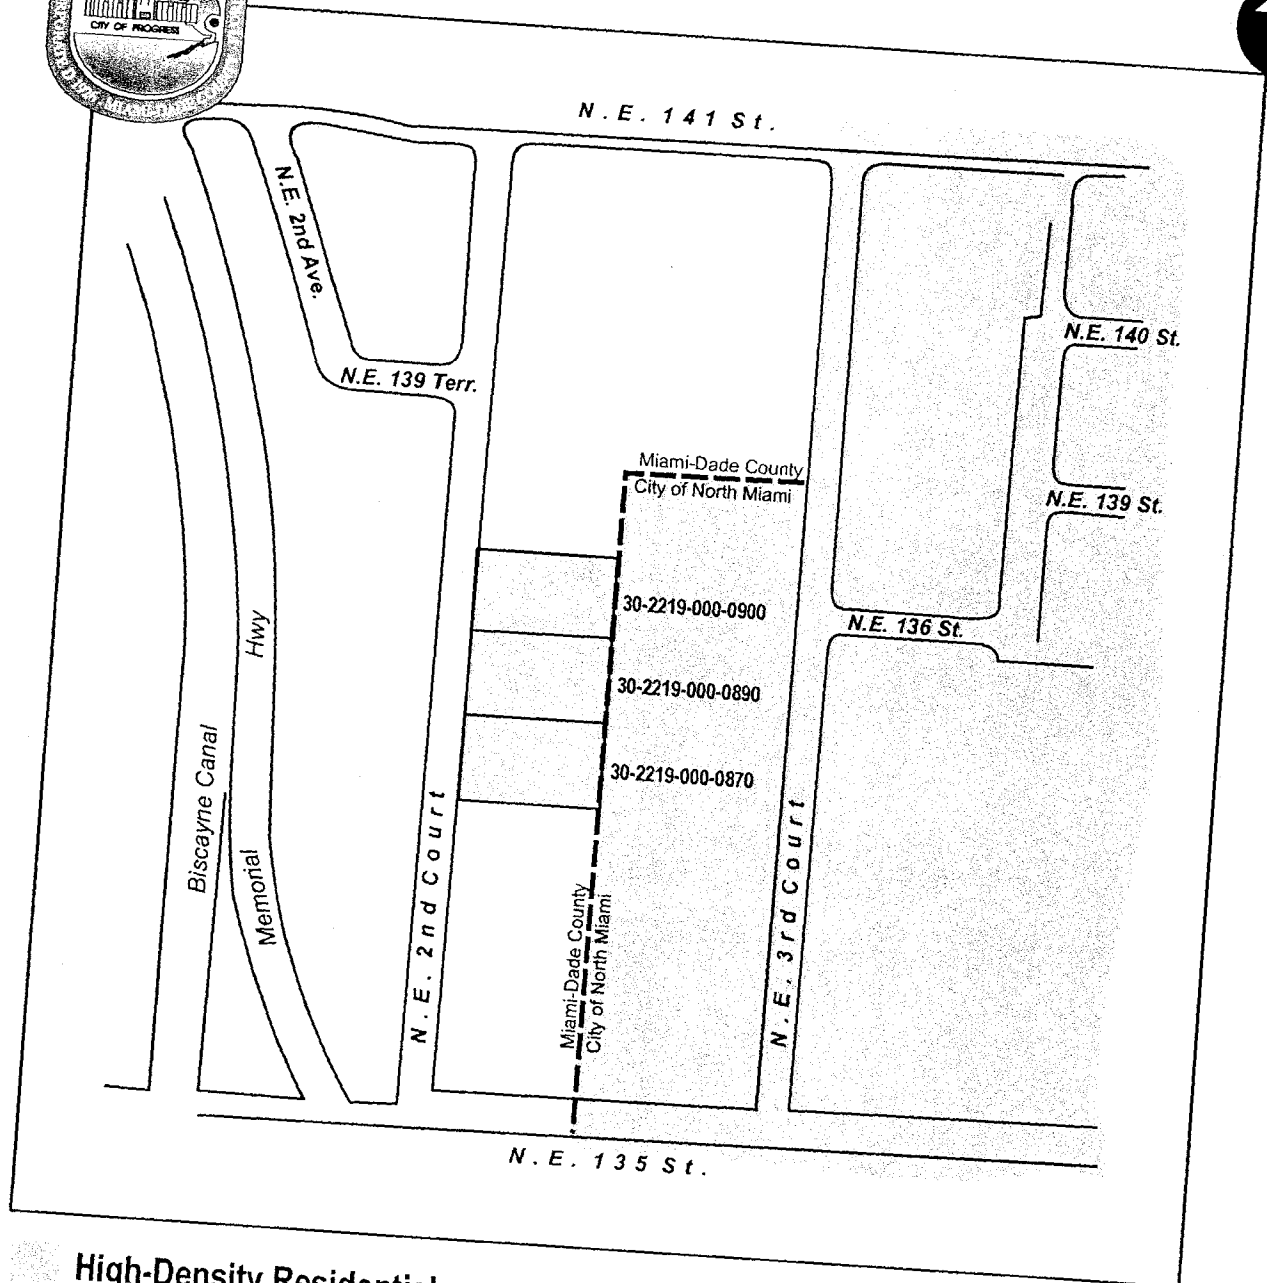 CITY OF PROGRESS
N.E. 141 St.
N.E. 2nd Ave.
N.E. 140 St.
N.E. 139 Terr.
Miami-Dade County
City of North Miami
N.E. 139 St.
30-2219-000-0900
N.E. 136 St.
Hwy
30-2219-000-0890
30-2219-000-0870
Biscayne Canal
Memorial
N.E. 2nd Court
N.E. 3rd Court
Miami-Dade County
City of North Miami
N.E. 135 St.
High-Density Residential